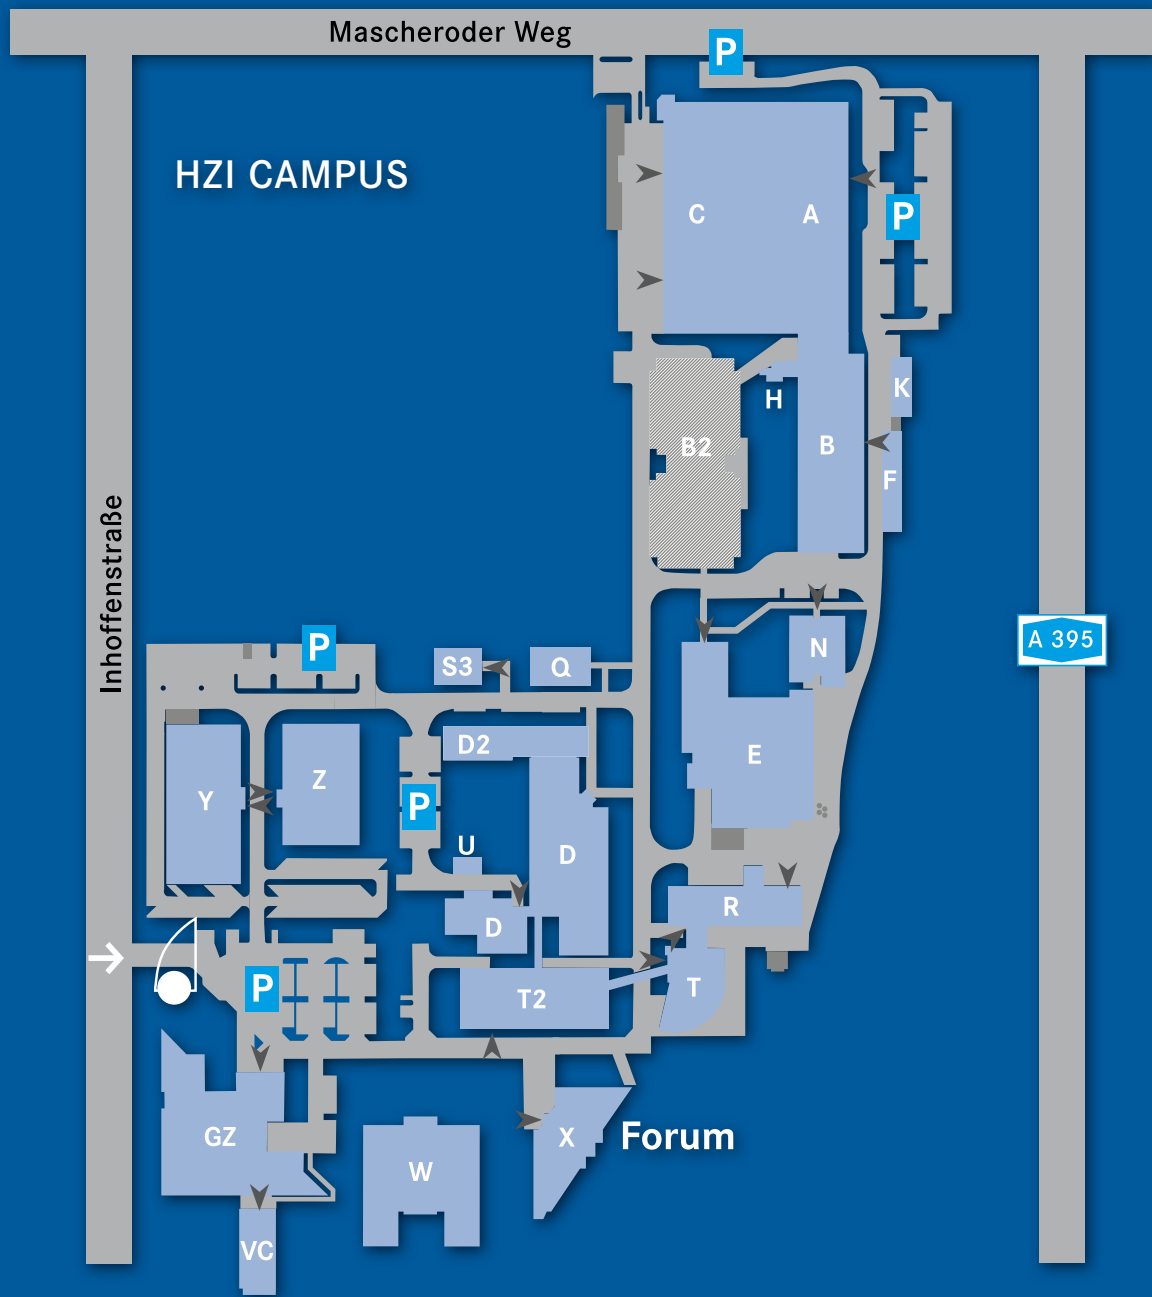 Mascheroder Weg
P
HZI CAMPUS
C
A
P
K
H
B2
B
F
Inhoffenstraße
A 395
P
N
S3
Q
D2
E
Z
Y
P
U
D
R
D
P
T
T2
GZ
X
Forum
W
VC